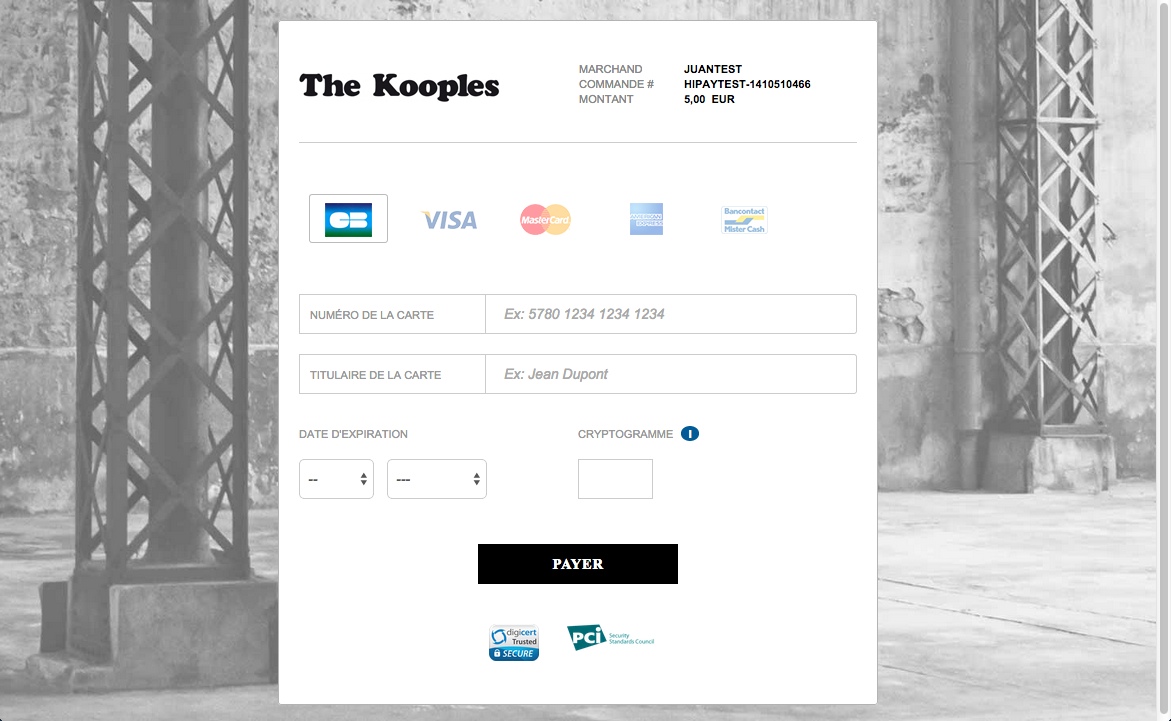 The Kooples
MARCHAND JUANTEST
COMMANDE # HIPAYTEST-1410510466
MONTANT 5,00 EUR
CB
VISA
MasterCard
AMERICAN EXPRESS
Bancontact
Mister Cash
NUMÉRO DE LA CARTE Ex: 5780 1234 1234 1234
TITULAIRE DE LA CARTE Ex: Jean Dupont
DATE D'EXPIRATION CRYPTOGRAMME I
-- ---
PAYER
digicert
Trusted
SECURE
PCI Security
Standards Council